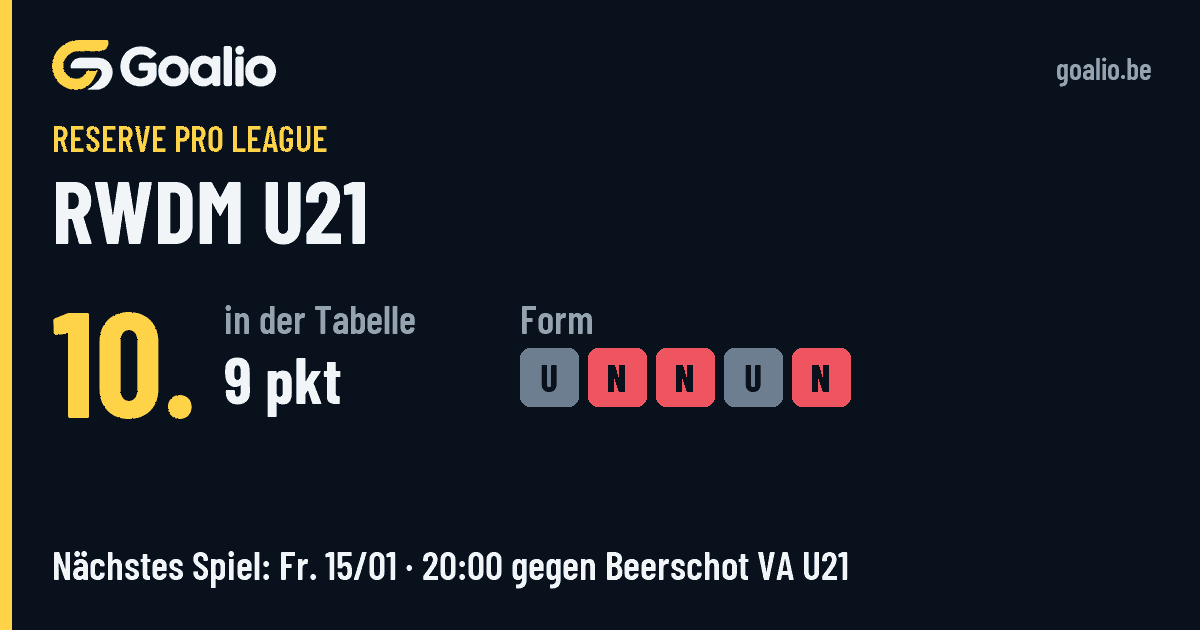 Goalio
goalio.be
RESERVE PRO LEAGUE
RWDM U21
10.
in der Tabelle
9 pkt
Form
U N N U N
Nächstes Spiel: Fr. 15/01 · 20:00 gegen Beerschot VA U21